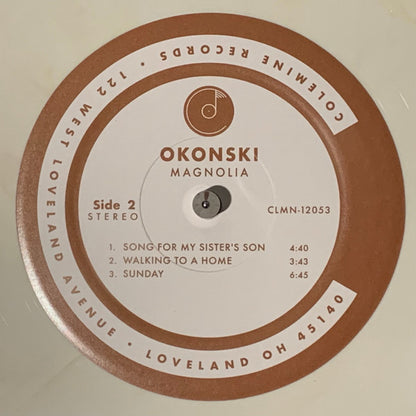 COLEMINE RECORDS • 122 WEST LOVELAND AVENUE • LOVELAND OH 45140
OKONSKI
MAGNOLIA
Side 2
STEREO
CLMN-12053
1. SONG FOR MY SISTER'S SON 4:40
2. WALKING TO A HOME 3:43
3. SUNDAY 6:45